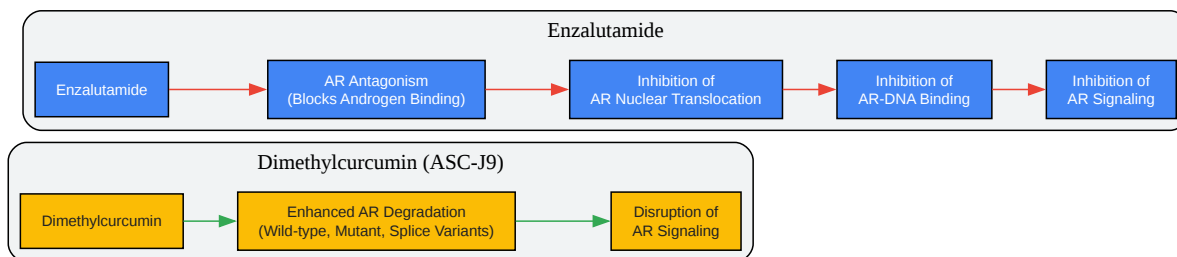 Enzalutamide
Enzalutamide
AR Antagonism
(Blocks Androgen Binding)
Inhibition of
AR Nuclear Translocation
Inhibition of
AR-DNA Binding
Inhibition of
AR Signaling
Dimethylcurcumin (ASC-J9)
Dimethylcurcumin
Enhanced AR Degradation
(Wild-type, Mutant, Splice Variants)
Disruption of
AR Signaling